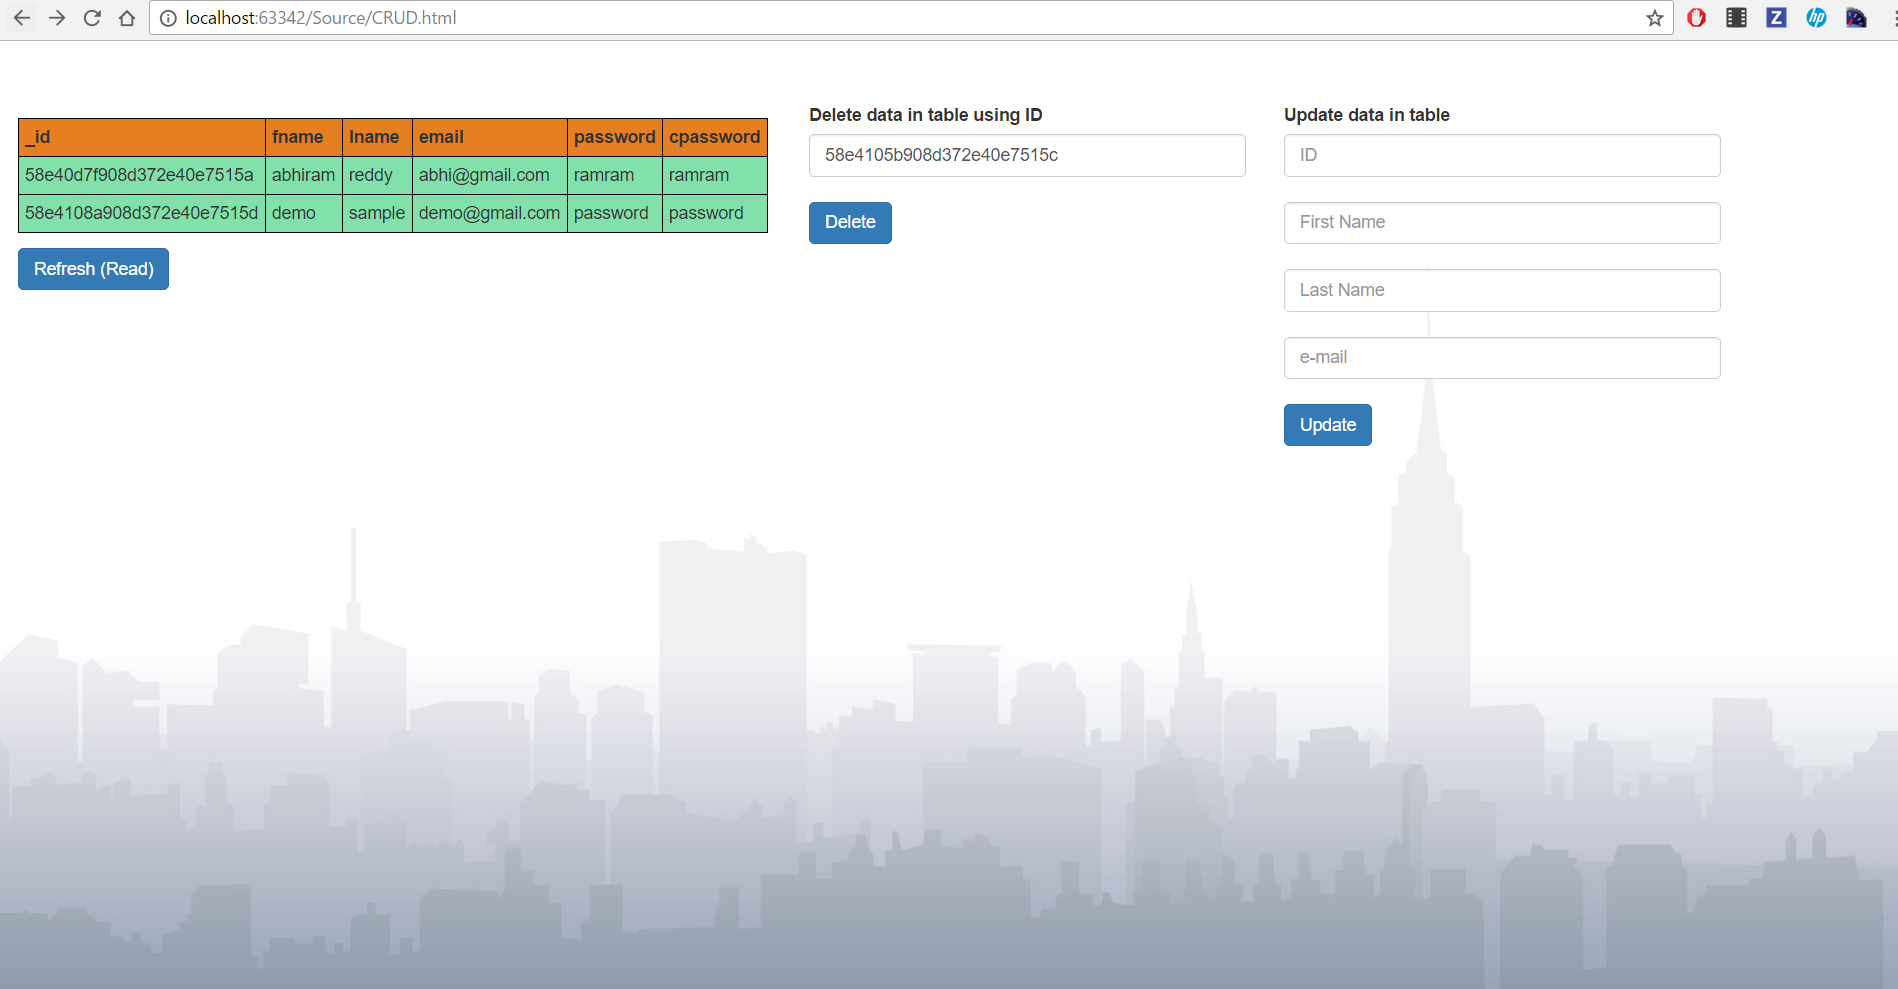 localhost:63342/Source/CRUD.html
Z
hp
_id fname lname email password cpassword
58e40d7f908d372e40e7515a abhiram reddy abhi@gmail.com ramram ramram
58e4108a908d372e40e7515d demo sample demo@gmail.com password password
Refresh (Read)
Delete data in table using ID
58e4105b908d372e40e7515c
Delete
Update data in table
ID
First Name
Last Name
e-mail
Update